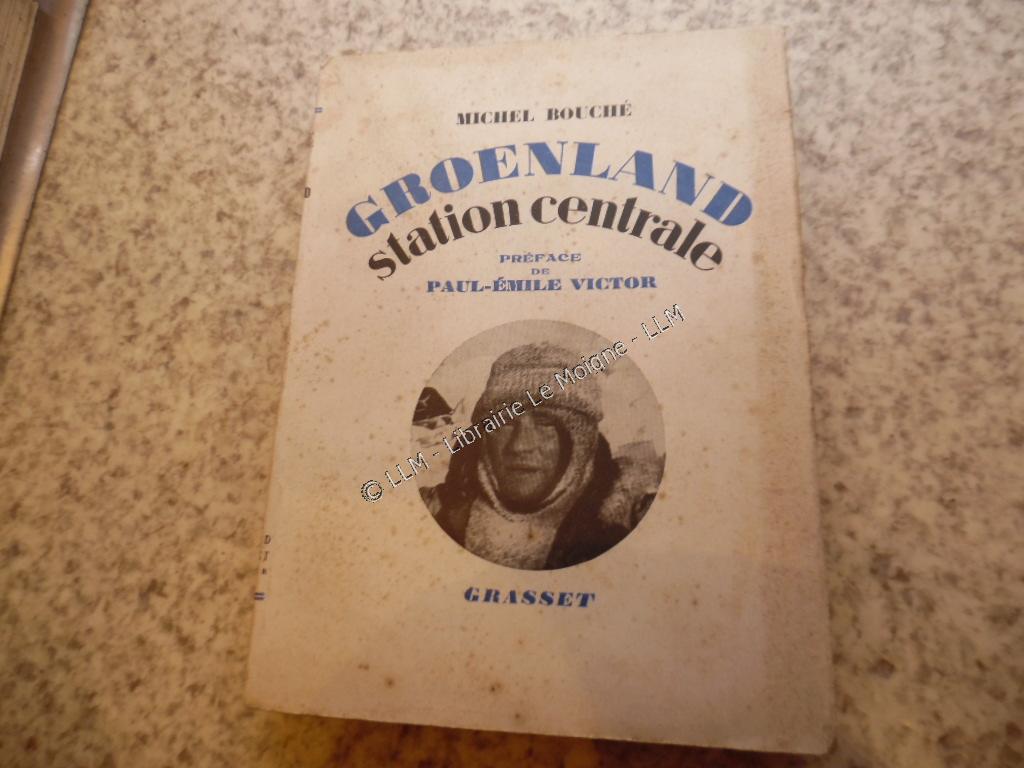 MICHEL BOUCHÉ
GROENLAND
station centrale
PRÉFACE
DE
PAUL-ÉMILE VICTOR
© LLM - Librairie Le Moigne - LLM
GRASSET